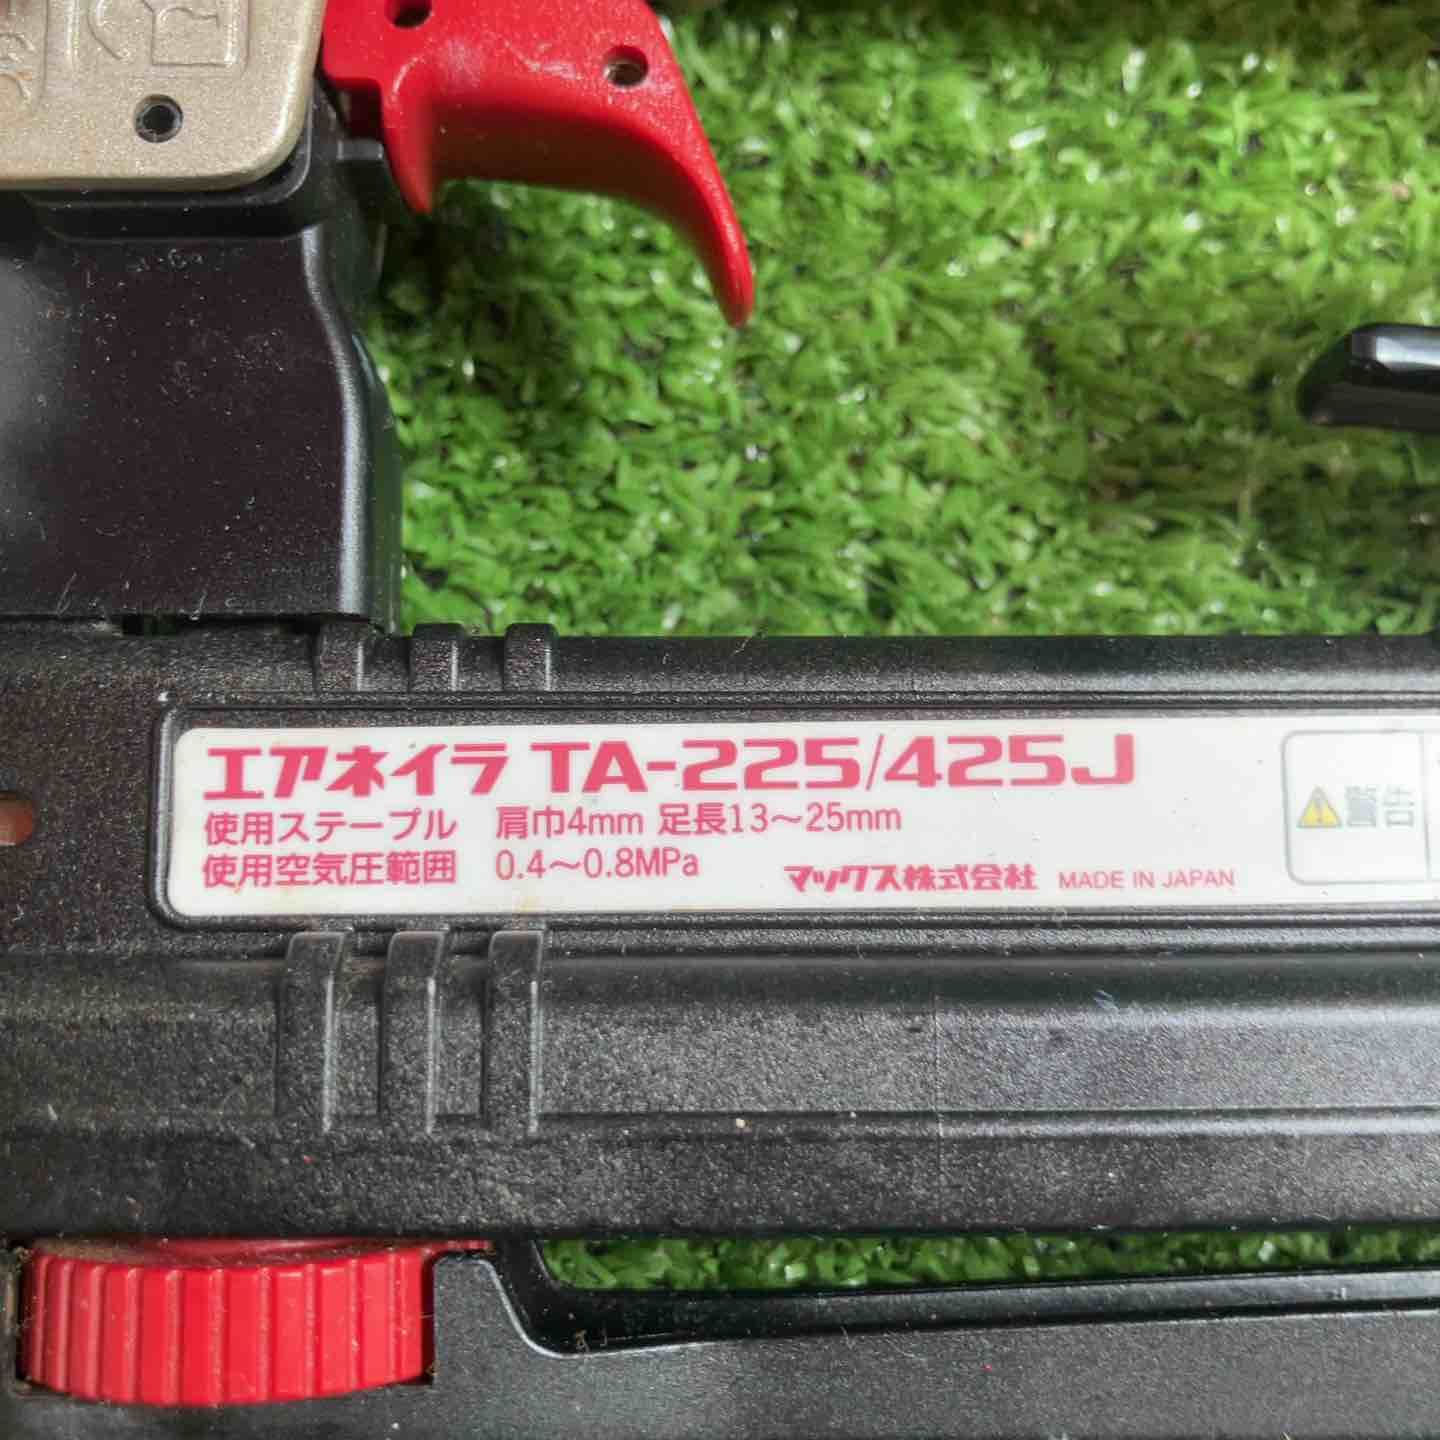 エアネイラ TA-225/425J
使用ステープル 肩巾4mm 足長13〜25mm
使用空気圧範囲 0.4〜0.8MPa
マックス株式会社 MADE IN JAPAN
警告